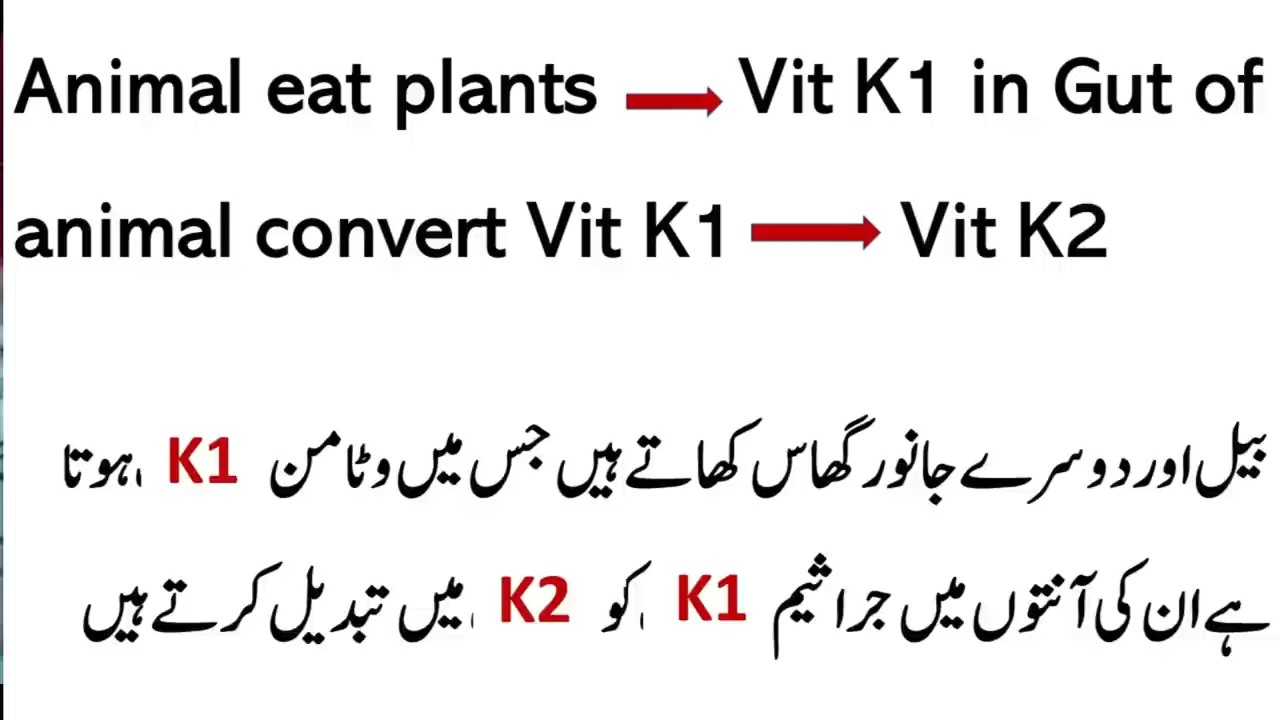 Animal eat plants → Vit K1 in Gut of
animal convert Vit K1 → Vit K2
بیل اور دوسرے جانور گھاس کھاتے ہیں جس میں وٹامن K1 ہوتا
ہے ان کی آنتوں میں جراثیم K1 کو K2 میں تبدیل کرتے ہیں